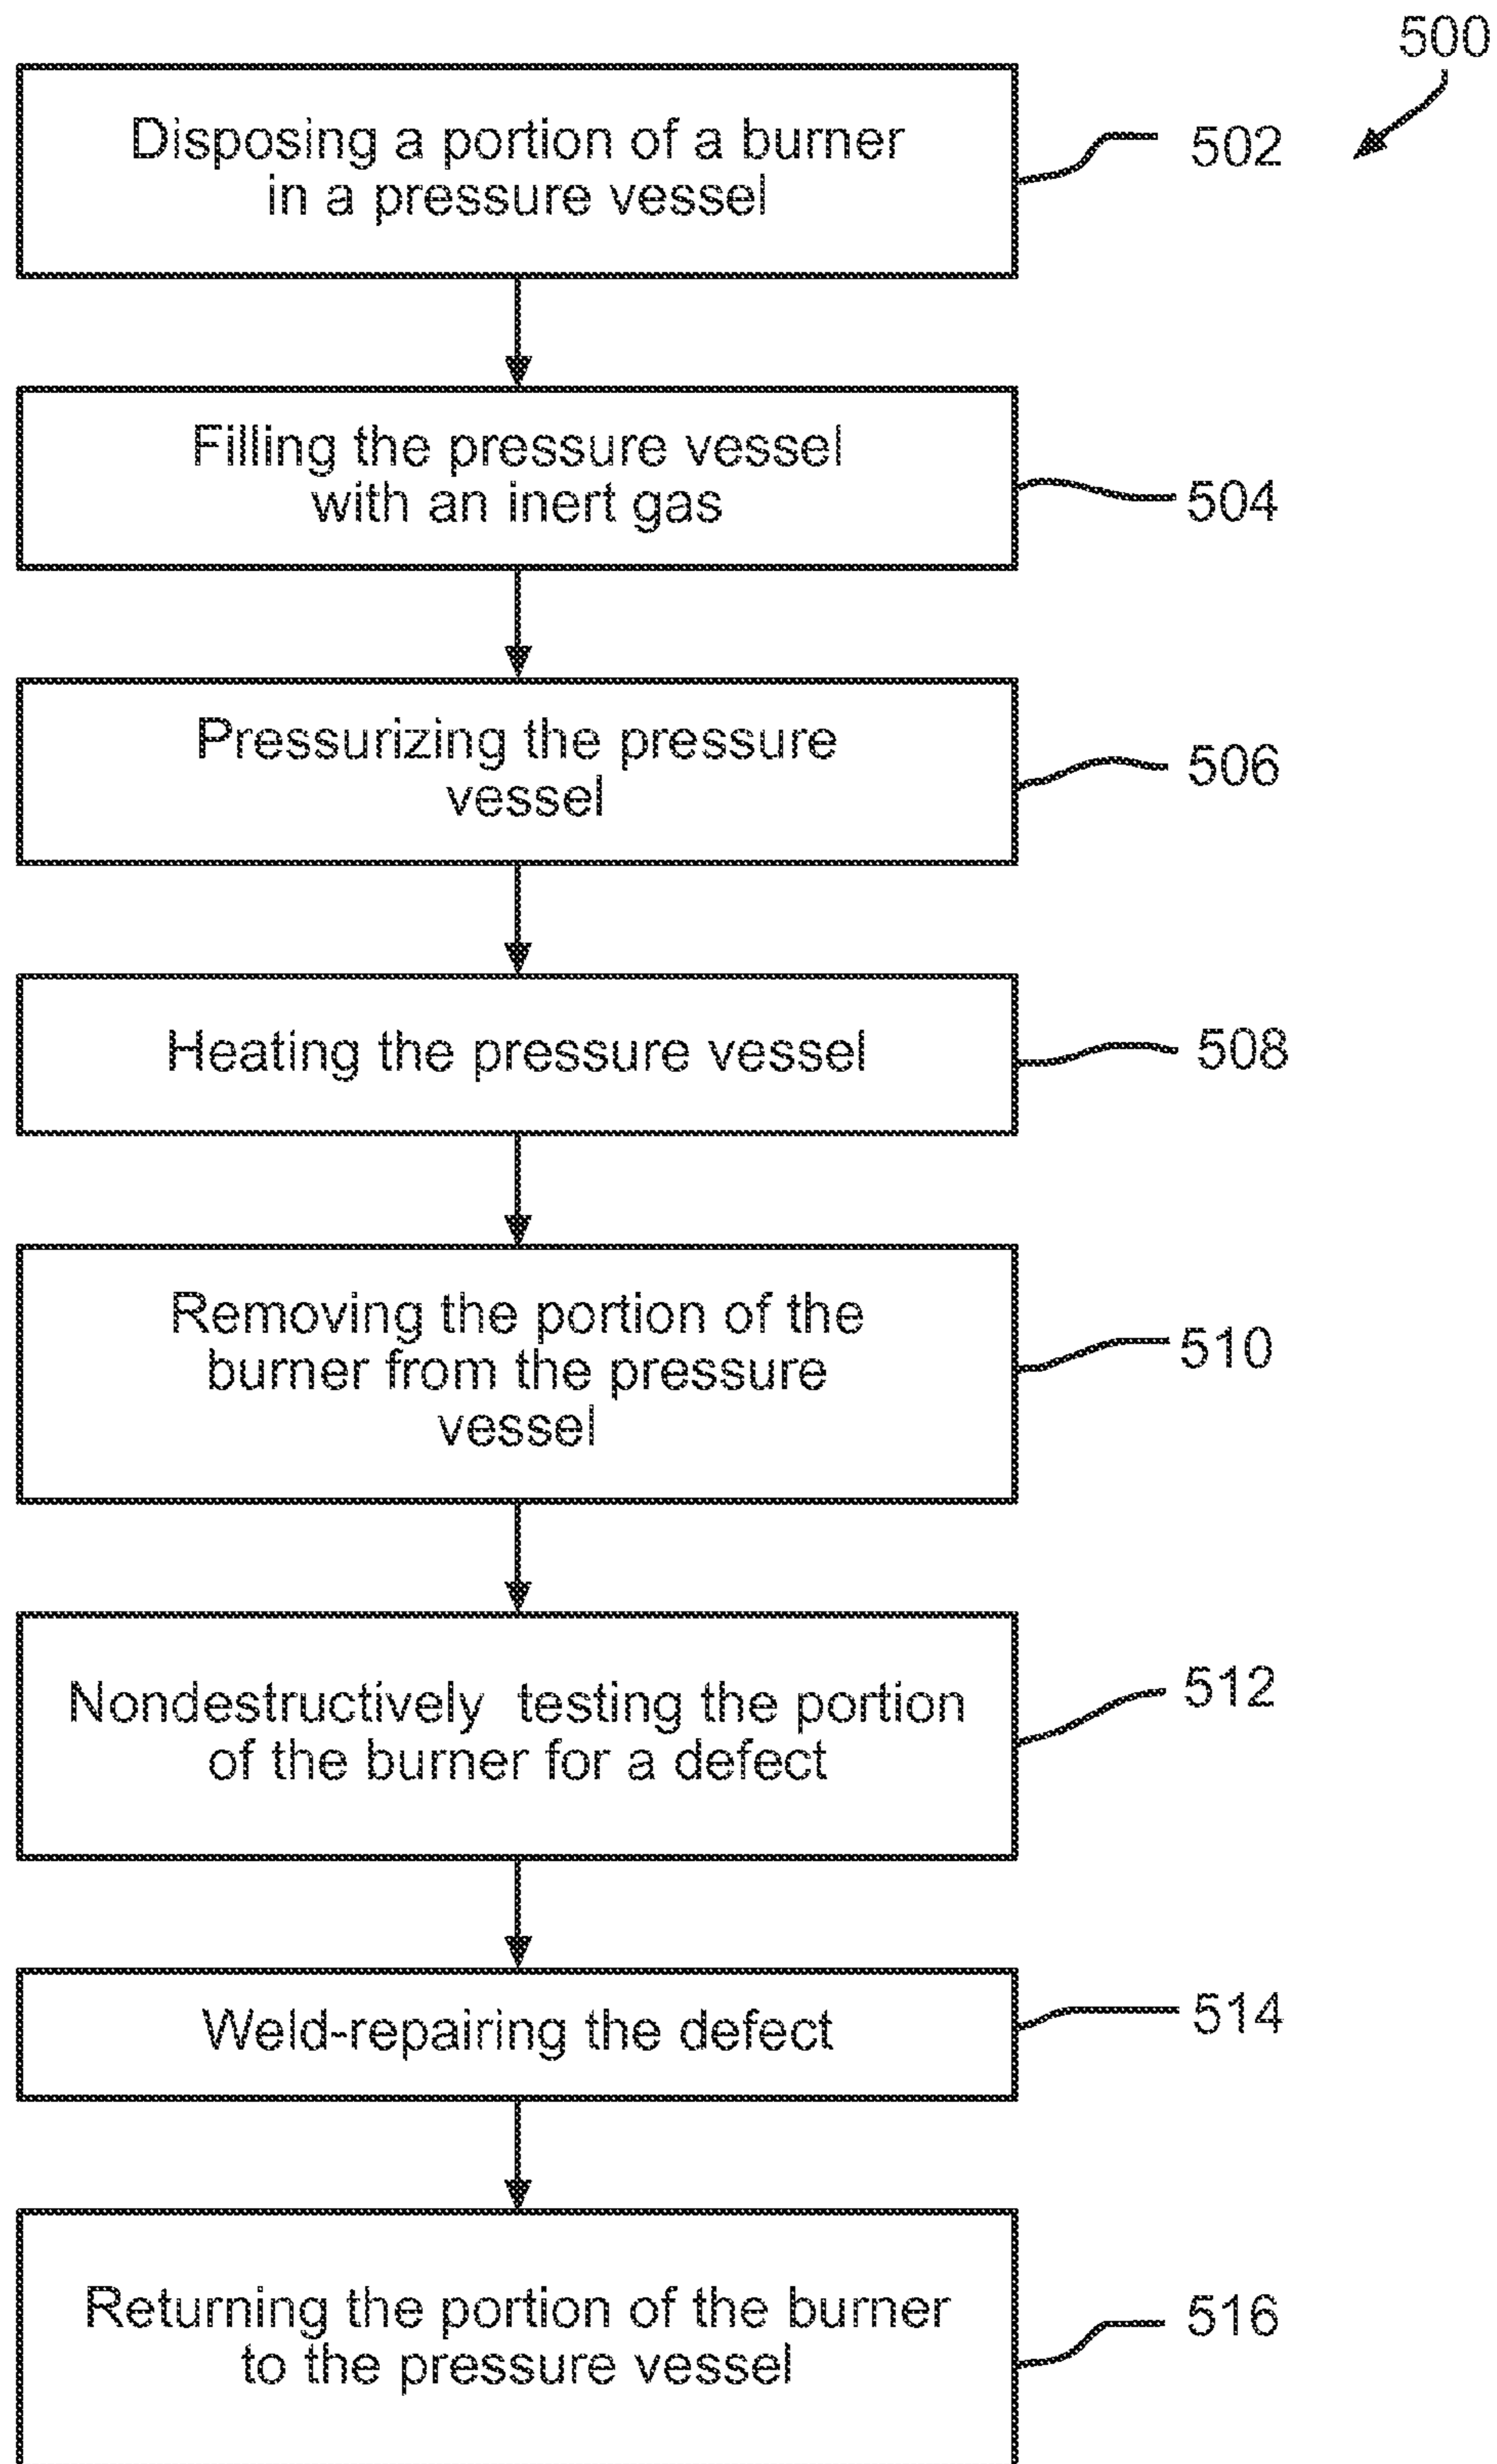 500
Disposing a portion of a burner
in a pressure vessel
502
Filling the pressure vessel
with an inert gas
504
Pressurizing the pressure
vessel
506
Heating the pressure vessel
508
Removing the portion of the
burner from the pressure
vessel
510
Nondestructively testing the portion
of the burner for a defect
512
Weld-repairing the defect
514
Returning the portion of the burner
to the pressure vessel
516